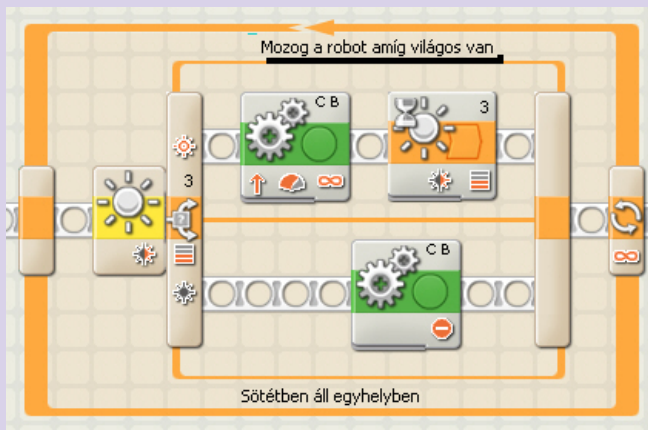 Mozog a robot amíg világos van
C B
3
3
C B
Sötétben áll egyhelyben